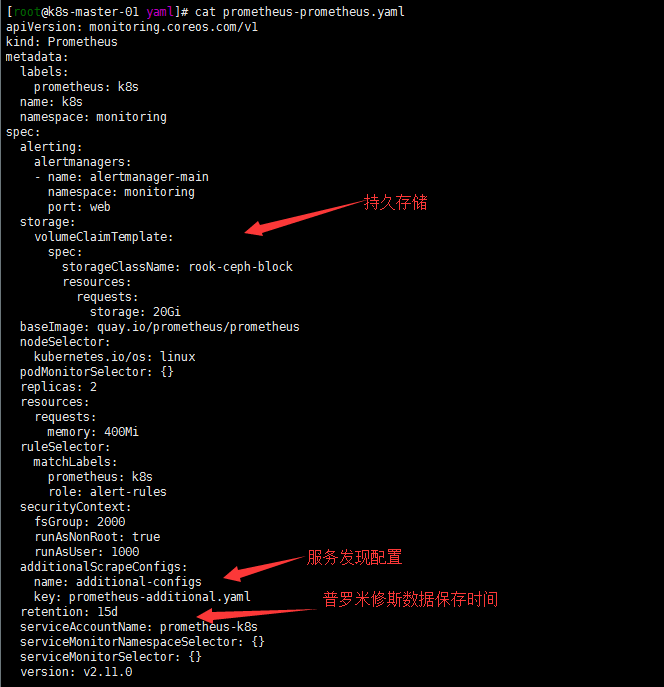 [root@k8s-master-01 yaml]# cat prometheus-prometheus.yaml
apiVersion: monitoring.coreos.com/v1
kind: Prometheus
metadata:
  labels:
    prometheus: k8s
  name: k8s
  namespace: monitoring
spec:
  alerting:
    alertmanagers:
    - name: alertmanager-main
      namespace: monitoring
      port: web
持久存储
  storage:
    volumeClaimTemplate:
      spec:
        storageClassName: rook-ceph-block
        resources:
          requests:
            storage: 20Gi
  baseImage: quay.io/prometheus/prometheus
  nodeSelector:
    kubernetes.io/os: linux
  podMonitorSelector: {}
  replicas: 2
  resources:
    requests:
      memory: 400Mi
  ruleSelector:
    matchLabels:
      prometheus: k8s
      role: alert-rules
  securityContext:
    fsGroup: 2000
    runAsNonRoot: true
    runAsUser: 1000
服务发现配置
  additionalScrapeConfigs:
    name: additional-configs
    key: prometheus-additional.yaml
普罗米修斯数据保存时间
  retention: 15d
  serviceAccountName: prometheus-k8s
  serviceMonitorNamespaceSelector: {}
  serviceMonitorSelector: {}
  version: v2.11.0